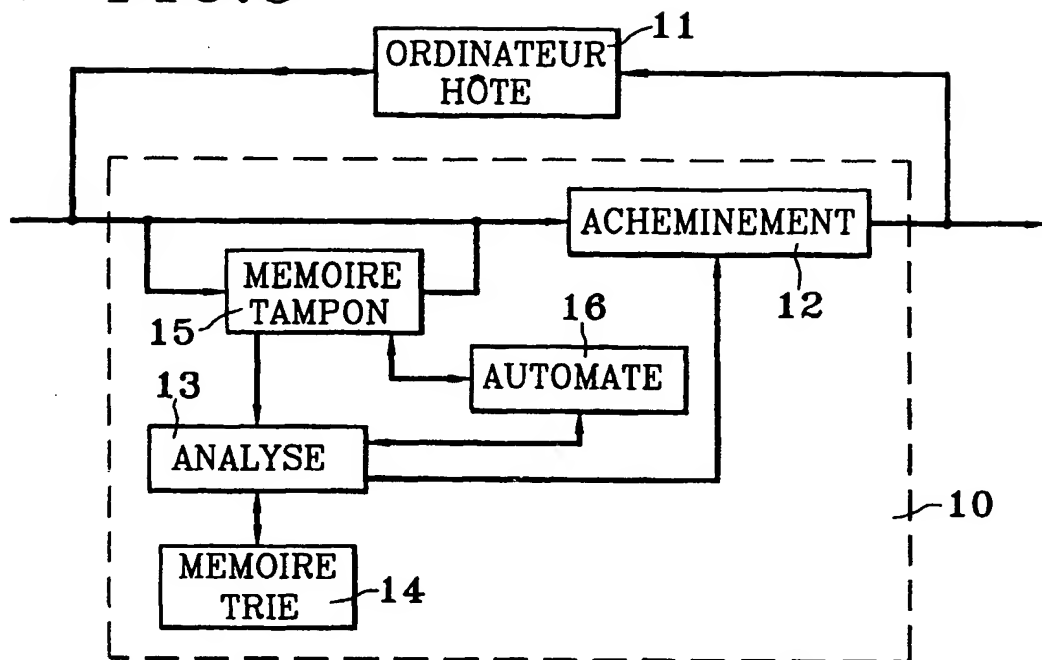 11
ORDINATEUR
HÔTE
ACHEMINEMENT
12
MEMOIRE
TAMPON
15
16
AUTOMATE
13
ANALYSE
10
MEMOIRE
TRIE
14